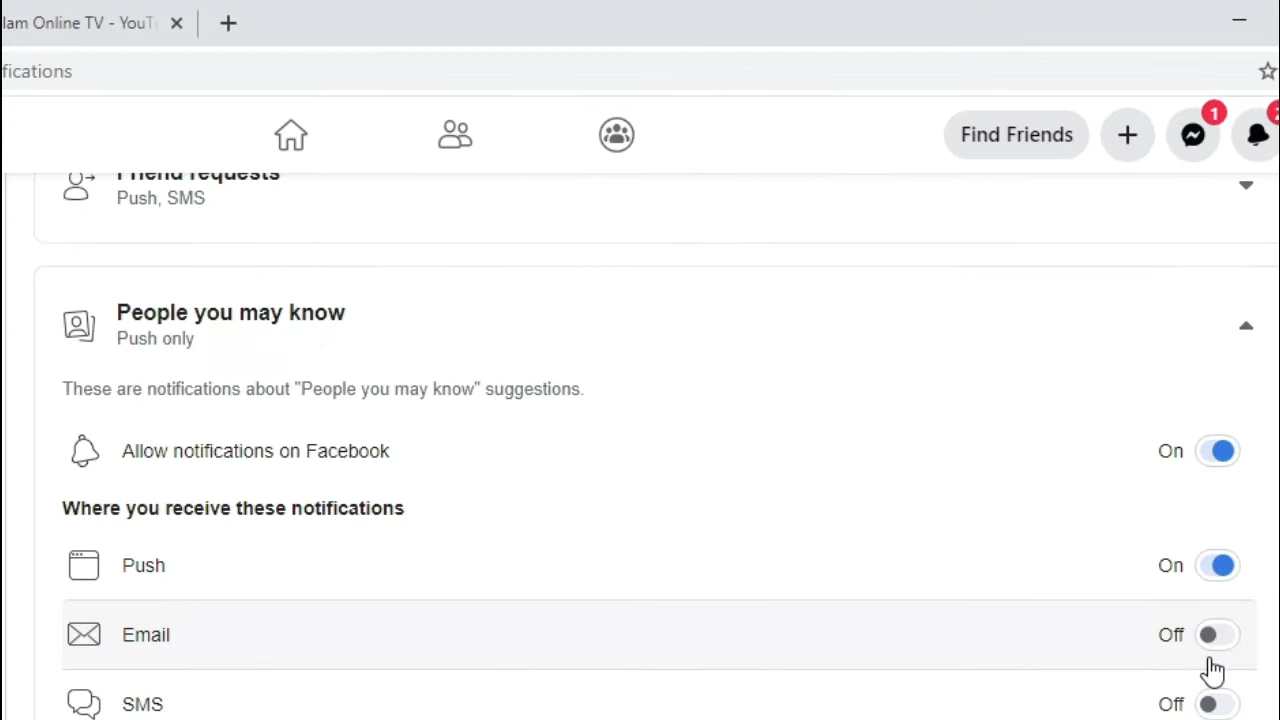 lam Online TV - YouT
fications
Find Friends
1
2
Friend requests
Push, SMS
People you may know
Push only
These are notifications about "People you may know" suggestions.
Allow notifications on Facebook
On
Where you receive these notifications
Push
On
Email
Off
SMS
Off